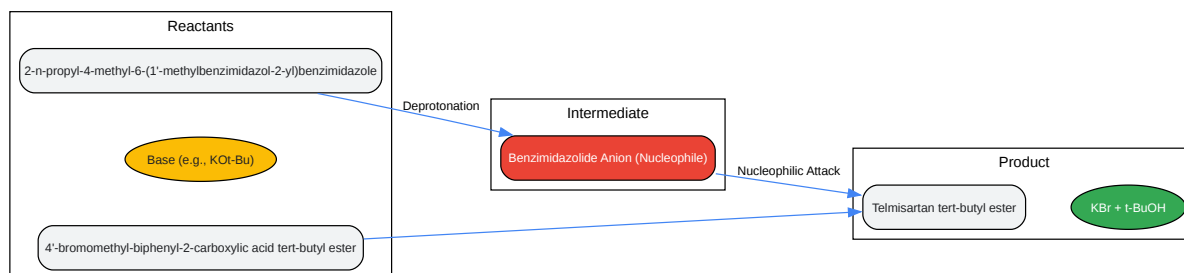 Reactants
2-n-propyl-4-methyl-6-(1'-methylbenzimidazol-2-yl)benzimidazole
Base (e.g., KOt-Bu)
4'-bromomethyl-biphenyl-2-carboxylic acid tert-butyl ester
Deprotonation
Intermediate
Benzimidazolide Anion (Nucleophile)
Nucleophilic Attack
Product
Telmisartan tert-butyl ester
KBr + t-BuOH